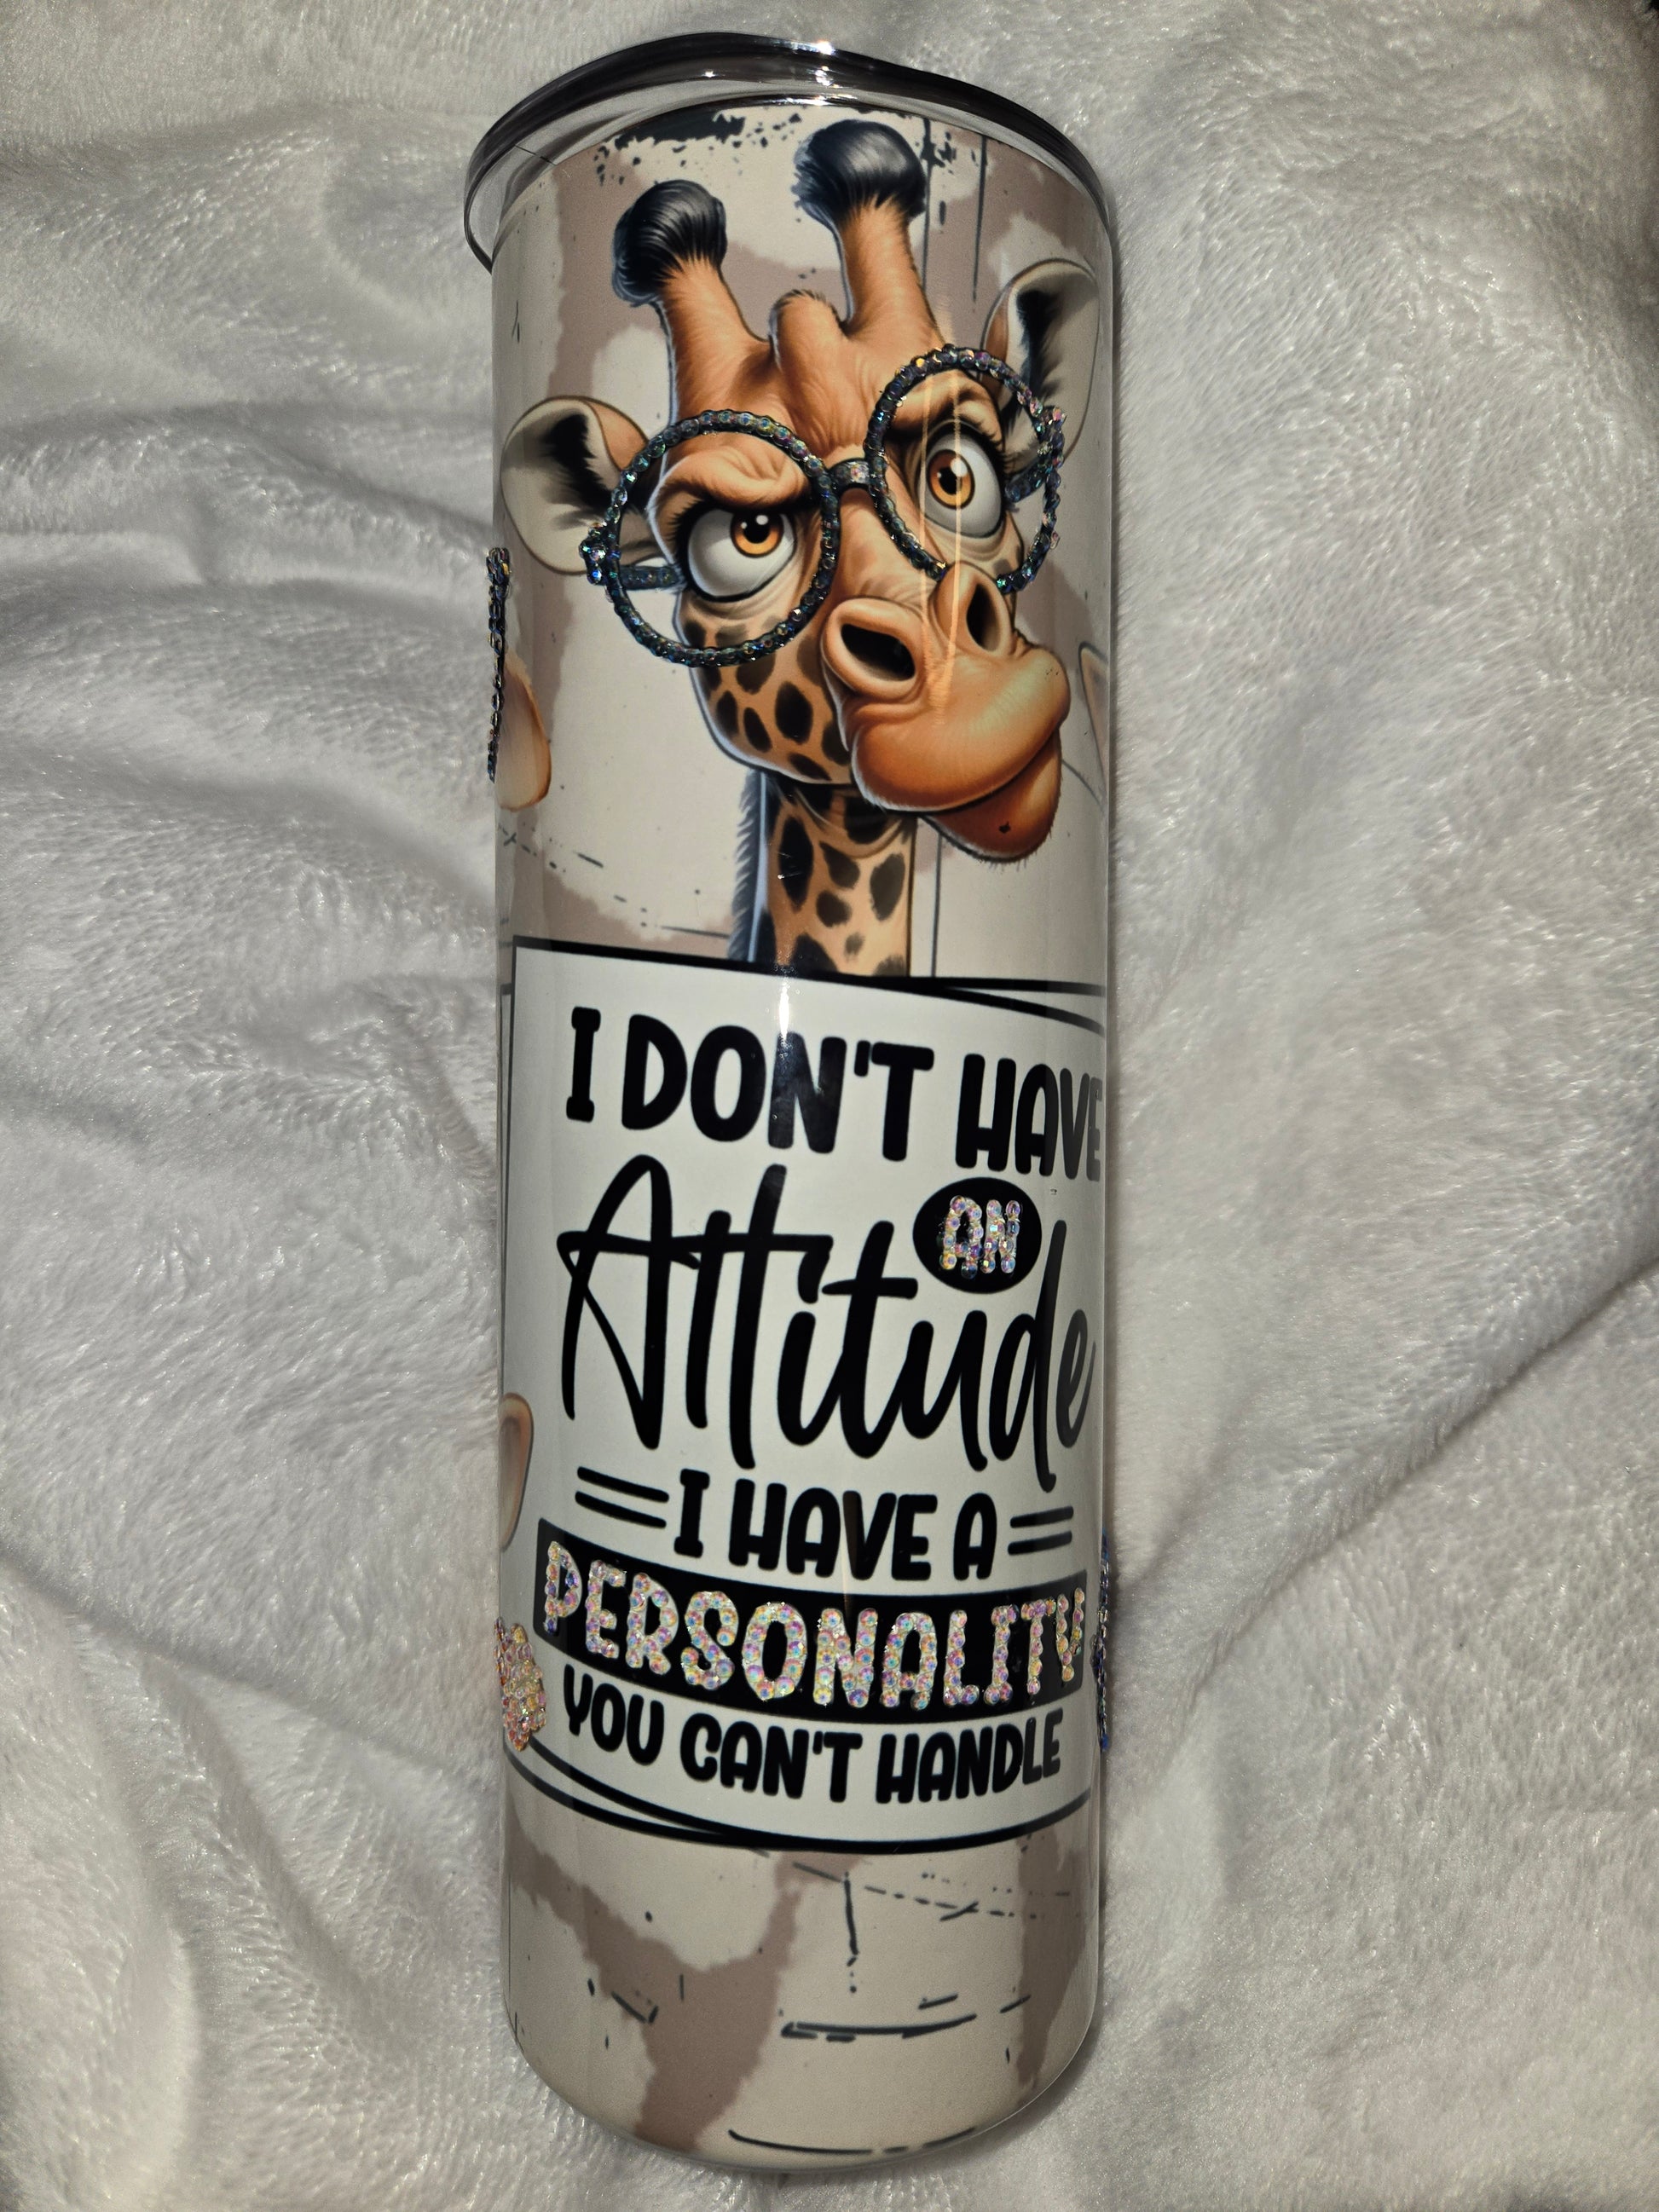 I DON'T HAVE
AN
Attitude
I HAVE A
PERSONALITY
YOU CAN'T HANDLE